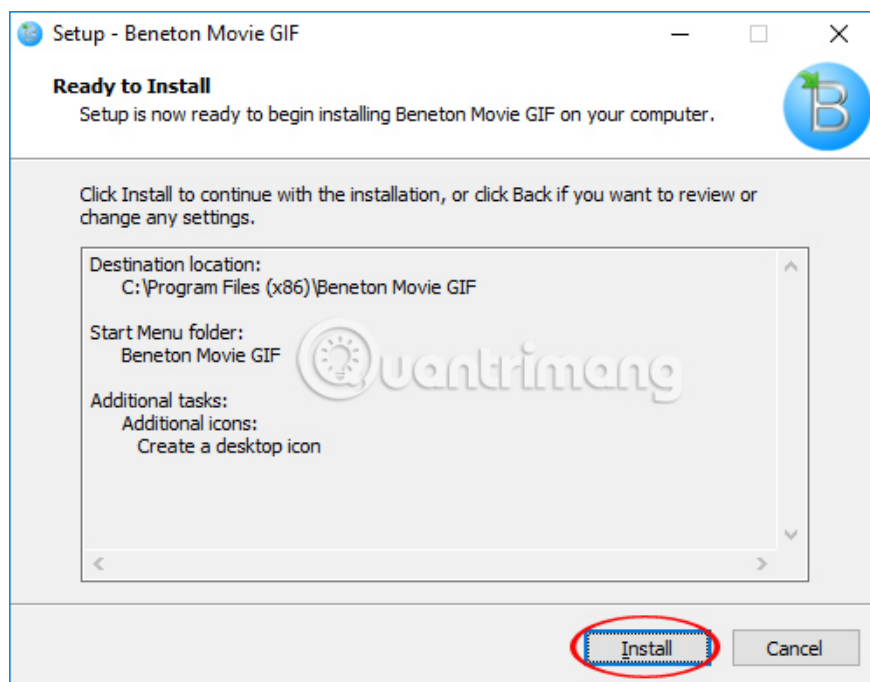 Setup - Beneton Movie GIF
Ready to Install
Setup is now ready to begin installing Beneton Movie GIF on your computer.
B
Click Install to continue with the installation, or click Back if you want to review or
change any settings.
Destination location:
C:\Program Files (x86)\Beneton Movie GIF
Start Menu folder:
Beneton Movie GIF
Quantrimang
Additional tasks:
Additional icons:
Create a desktop icon
Install
Cancel